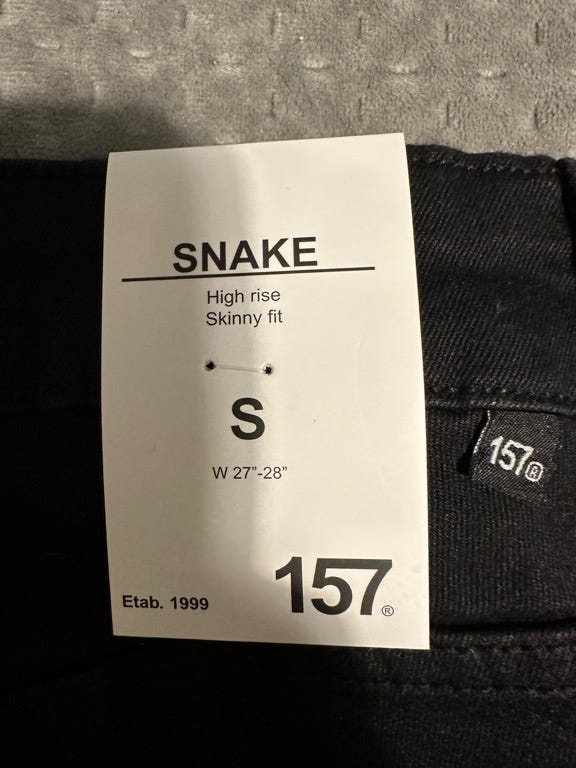 SNAKE
High rise
Skinny fit
S
W 27”-28”
Etab. 1999
157®
157®